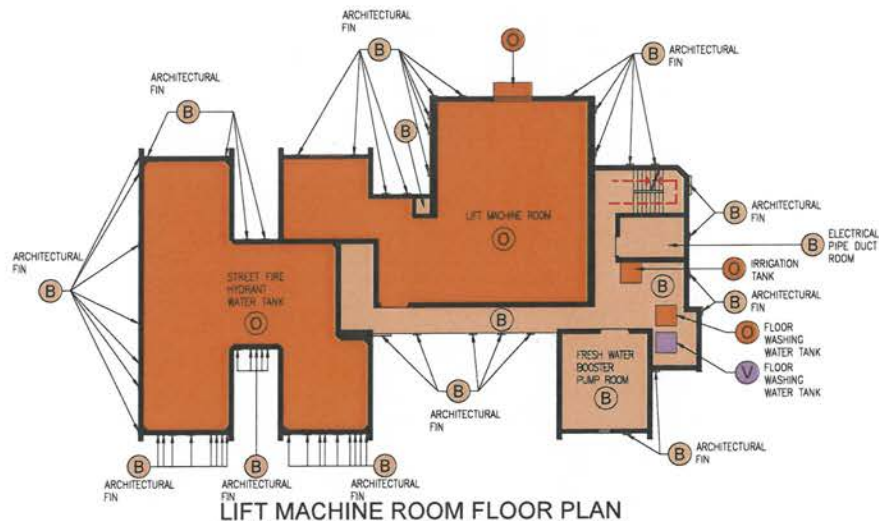 ARCHITECTURAL
FIN
B
O
ARCHITECTURAL
FIN
B
ARCHITECTURAL
FIN
B
B
ARCHITECTURAL
FIN
B
LIFT MACHINE ROOM
O
B
ELECTRICAL
PIPE DUCT
ROOM
ARCHITECTURAL
FIN
B
STREET FIRE
HYDRANT
WATER TANK
O
O
IRRIGATION
TANK
B
B
ARCHITECTURAL
FIN
B
O
FLOOR
WASHING
WATER TANK
FRESH WATER
BOOSTER
PUMP ROOM
B
V
FLOOR
WASHING
WATER TANK
B
ARCHITECTURAL
FIN
B
ARCHITECTURAL
FIN
B
ARCHITECTURAL
FIN
B
ARCHITECTURAL
FIN
B
ARCHITECTURAL
FIN
LIFT MACHINE ROOM FLOOR PLAN